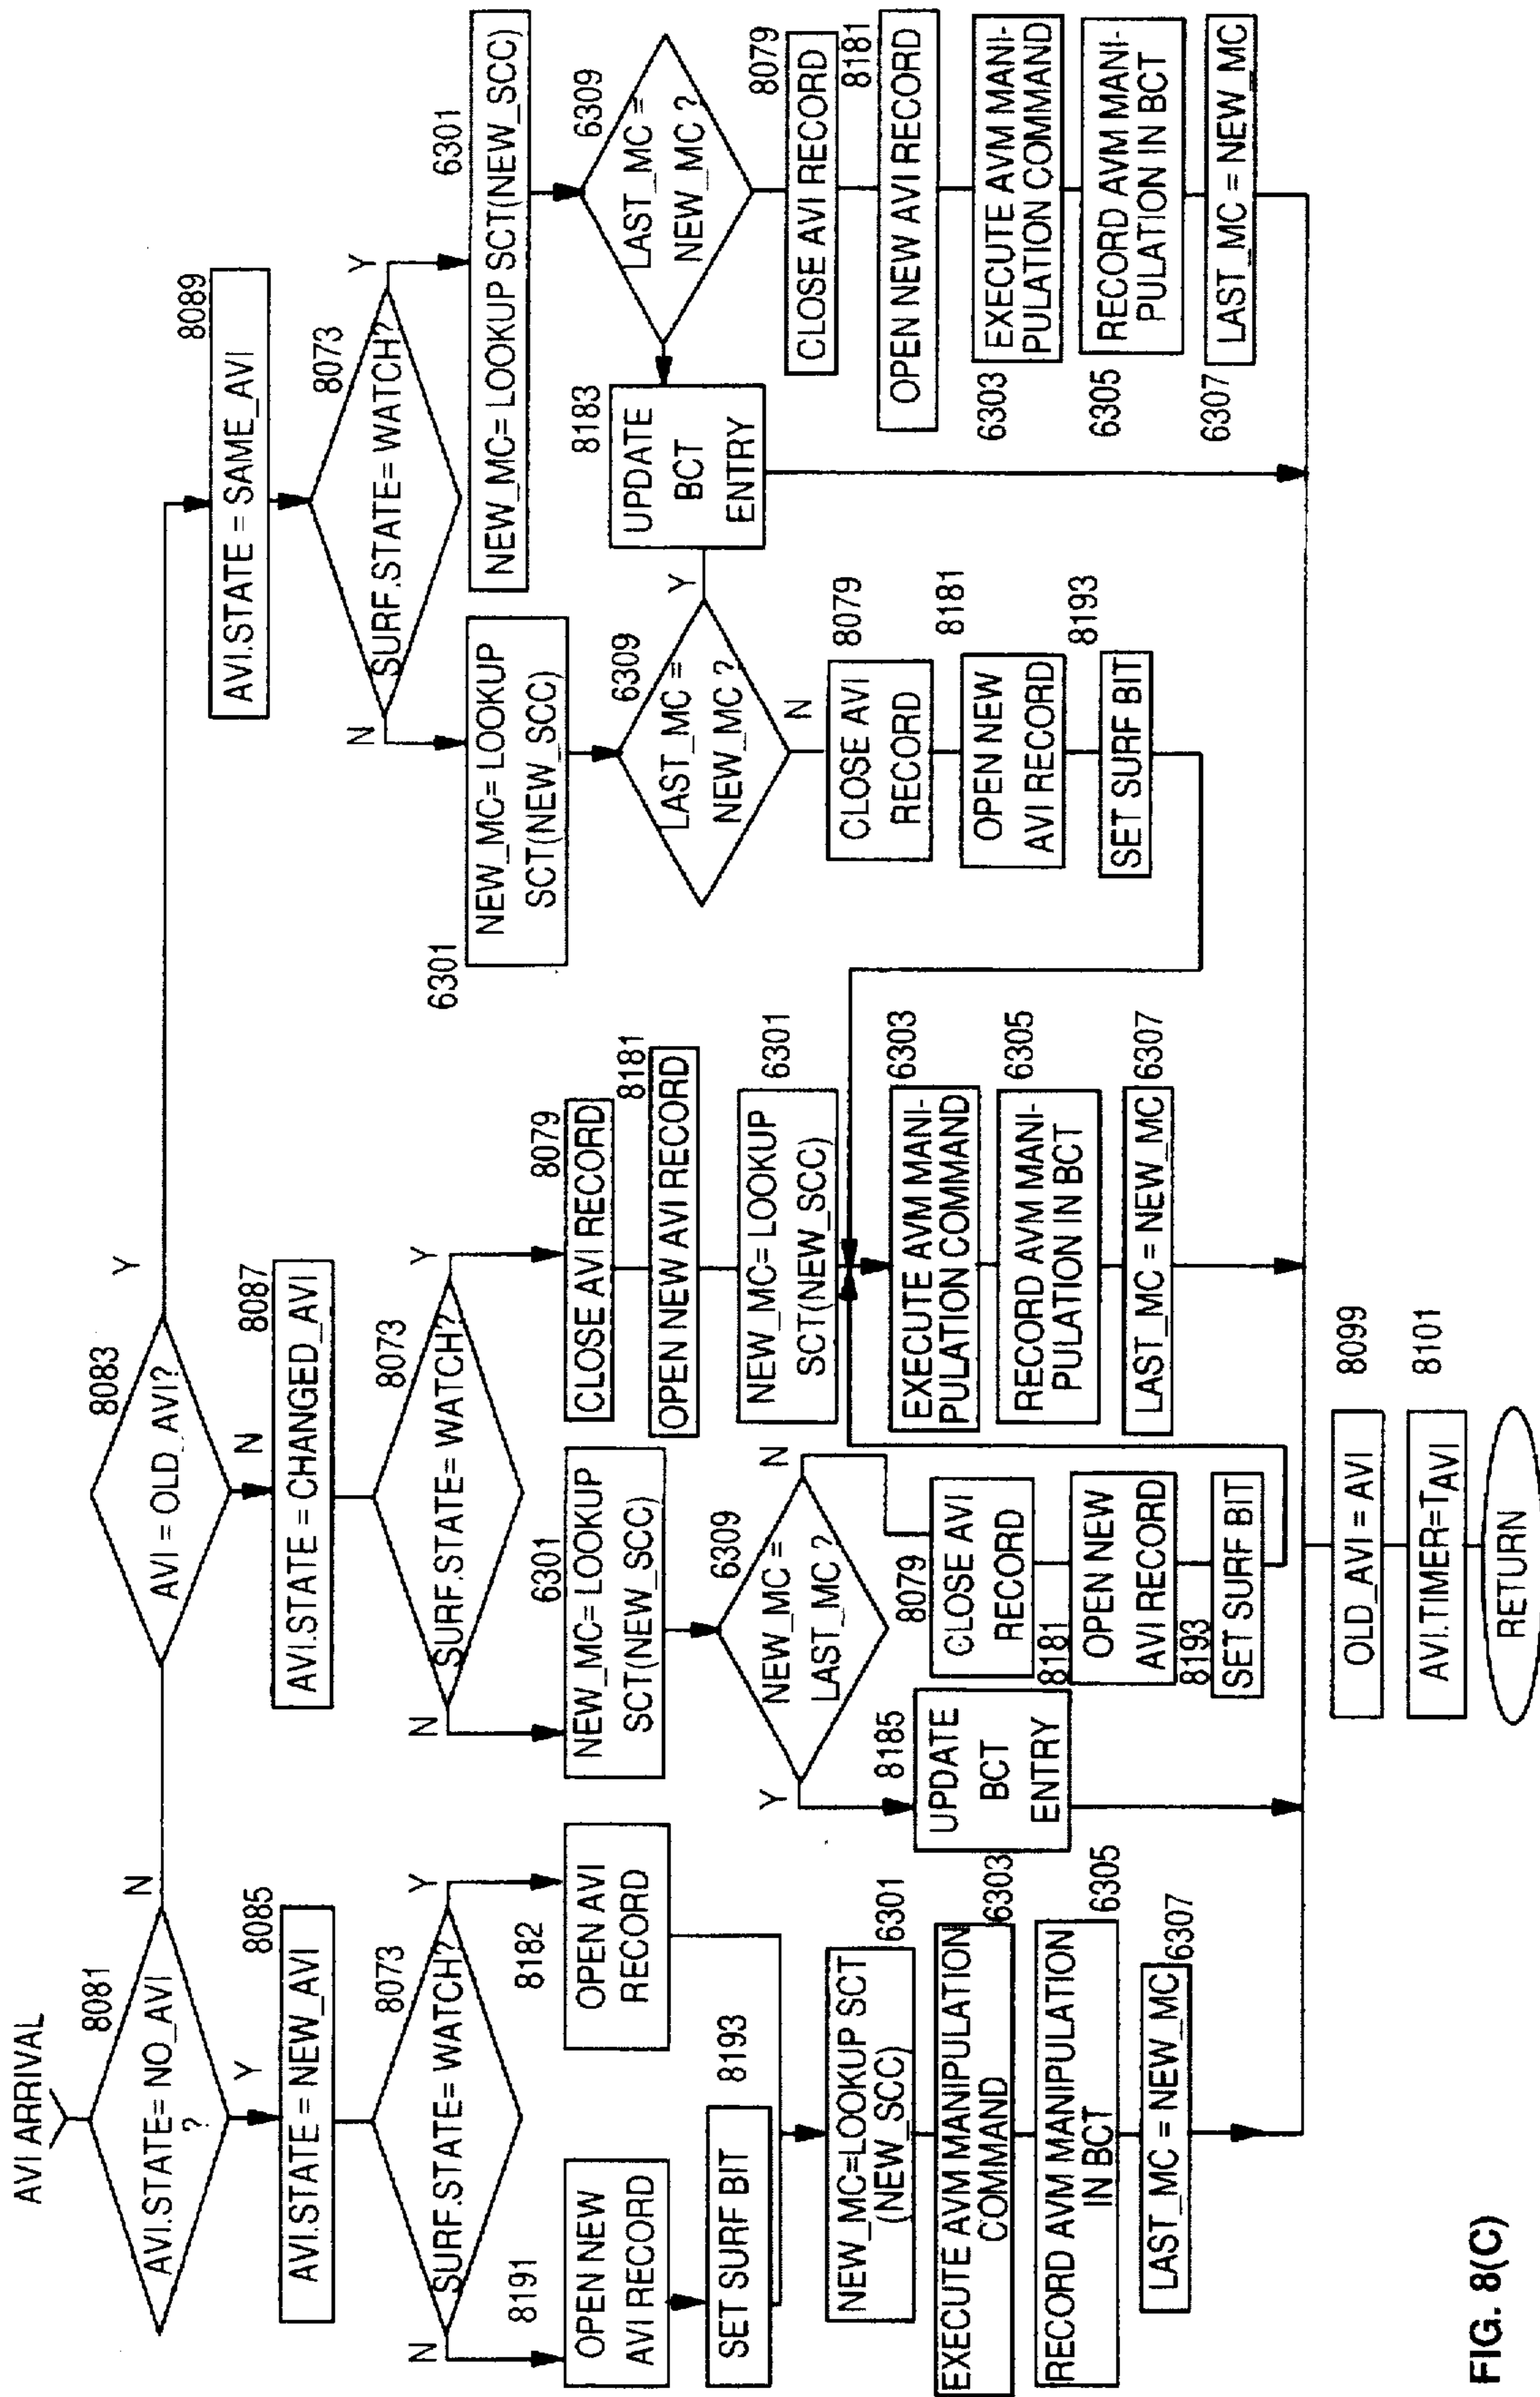 AVI ARRIVAL
8081
AVI.STATE= NO_AVI
?
N
Y
8083
AVI = OLD_AVI?
Y
N
8085
AVI.STATE = NEW_AVI
8087
AVI.STATE = CHANGED_AVI
8089
AVI.STATE = SAME_AVI
8073
SURF.STATE= WATCH?
N
Y
8191
OPEN NEW
AVI RECORD
8182
OPEN AVI
RECORD
8193
SET SURF BIT
6301
NEW_MC=LOOKUP SCT
(NEW_SCC)
6303
EXECUTE AVM MANIPULATION
COMMAND
6305
RECORD AVM MANIPULATION
IN BCT
6307
LAST_MC = NEW_MC
8073
SURF.STATE= WATCH?
N
Y
6301
NEW_MC= LOOKUP
SCT(NEW_SCC)
6309
NEW_MC =
LAST_MC ?
Y
N
8185
UPDATE
BCT
ENTRY
8079
CLOSE AVI
RECORD
8181
OPEN NEW
AVI RECORD
8193
SET SURF BIT
8079
CLOSE AVI RECORD
8181
OPEN NEW AVI RECORD
6301
NEW_MC= LOOKUP
SCT(NEW_SCC)
6303
EXECUTE AVM MANI-
PULATION COMMAND
6305
RECORD AVM MANI-
PULATION IN BCT
6307
LAST_MC = NEW_MC
8073
SURF.STATE= WATCH?
N
Y
6301
NEW_MC= LOOKUP
SCT(NEW_SCC)
6309
LAST_MC =
NEW_MC ?
Y
N
8079
CLOSE AVI
RECORD
8181
OPEN NEW
AVI RECORD
8193
SET SURF BIT
8183
UPDATE
BCT
ENTRY
6301
NEW_MC= LOOKUP SCT(NEW_SCC)
6309
LAST_MC =
NEW_MC ?
8079
CLOSE AVI RECORD
8181
OPEN NEW AVI RECORD
6303
EXECUTE AVM MANI-
PULATION COMMAND
6305
RECORD AVM MANI-
PULATION IN BCT
6307
LAST_MC = NEW_MC
8099
OLD_AVI = AVI
8101
AVI.TIMER=TAVI
RETURN
FIG. 8(C)